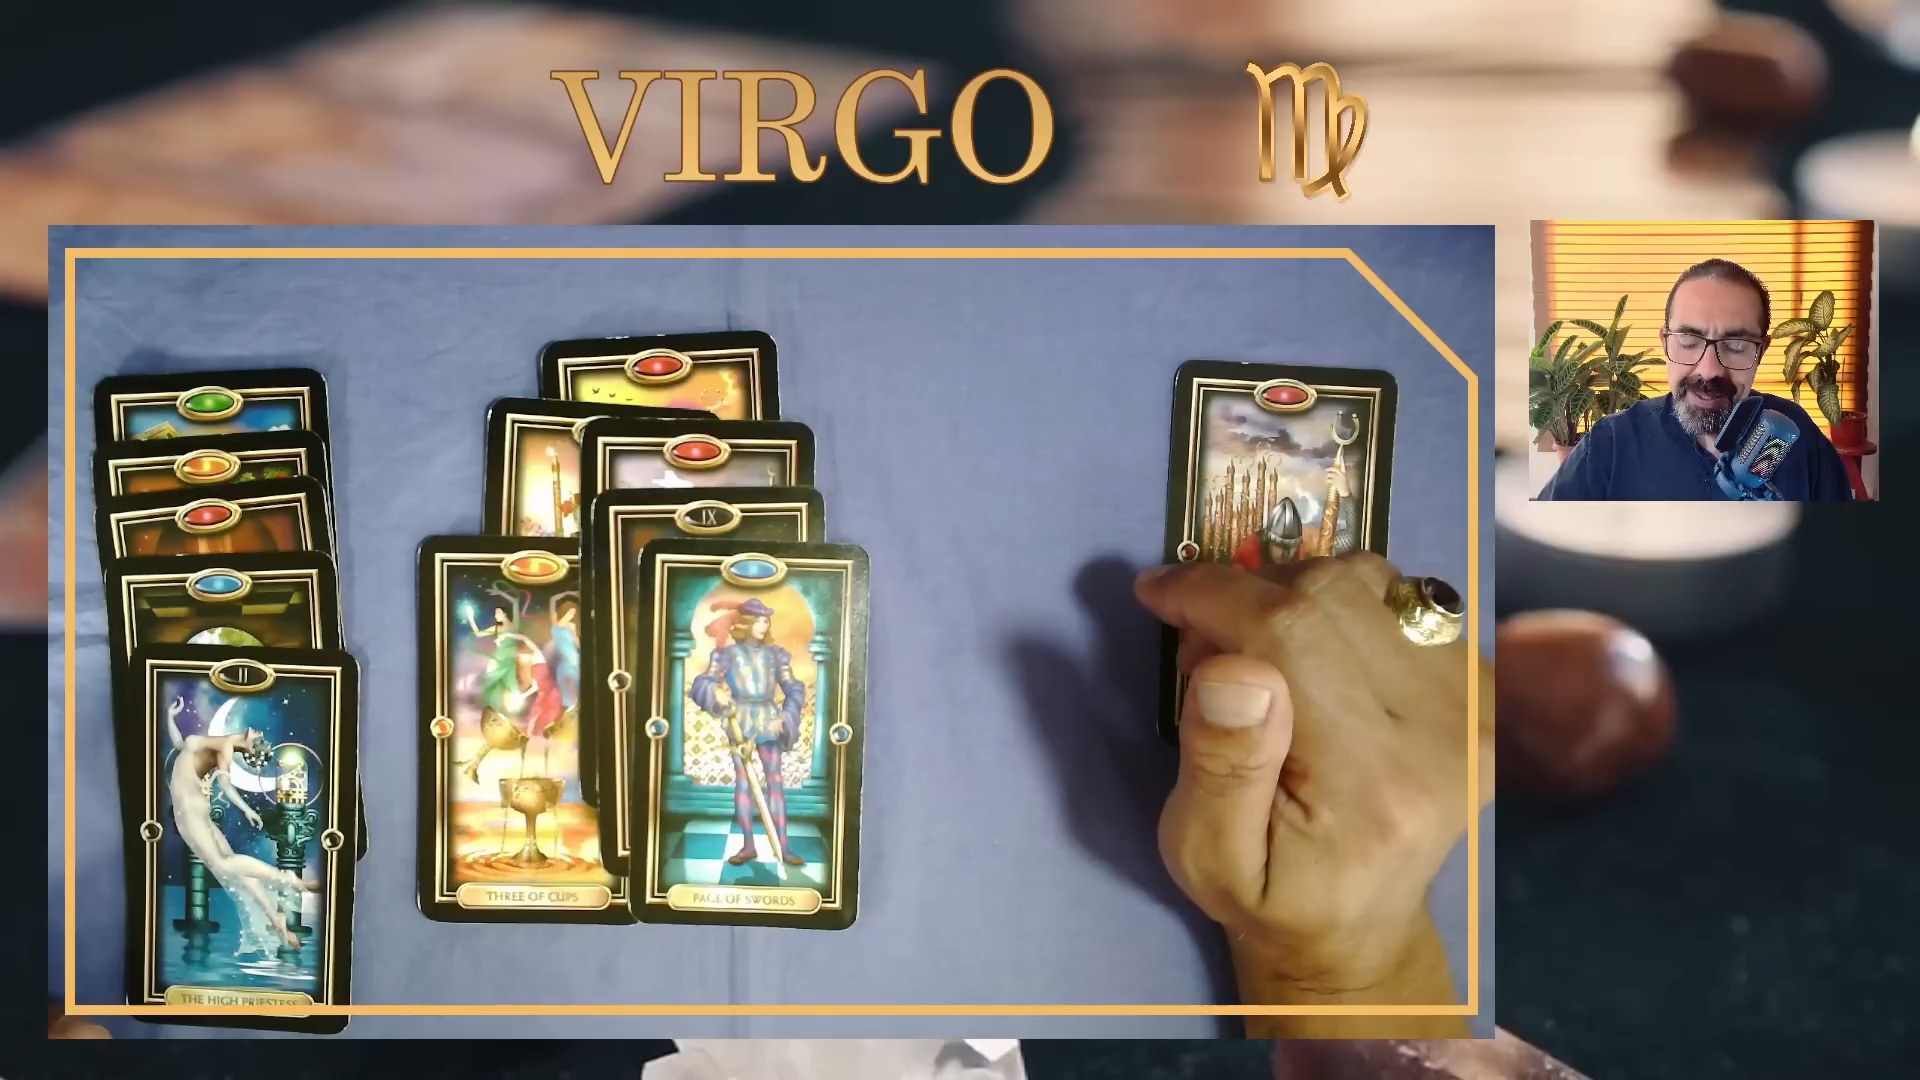 VIRGO
IX
II
THREE OF CUPS
PAGE OF SWORDS
THE HIGH PRIESTESS